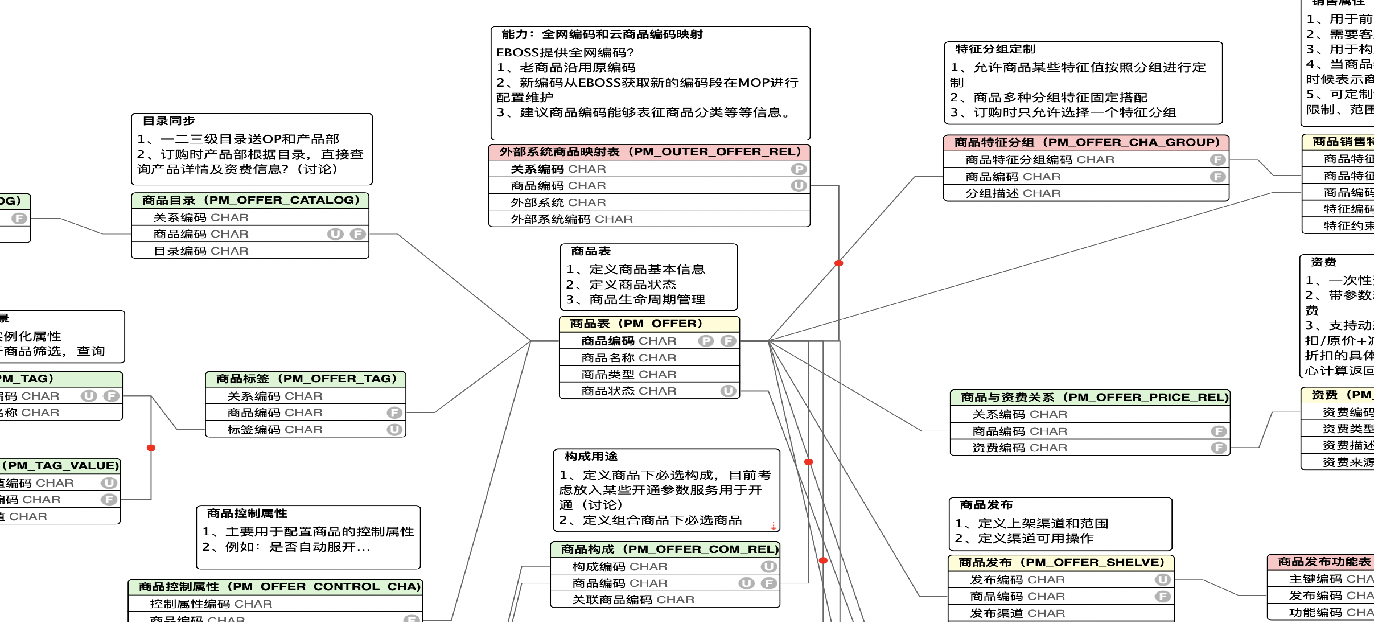 能力：全网编码和云商品编码映射
EBOSS提供全网编码?
1、老商品沿用原编码
2、新编码从EBOSS获取新的编码段在MOP进行
配置维护
3、建议商品编码能够表征商品分类等等信息。
外部系统商品映射表（PM_OUTER_OFFER_REL）
关系编码 CHAR P
商品编码 CHAR U
外部系统 CHAR
外部系统编码 CHAR
特征分组定制
1、允许商品某些特征值按照分组进行定
制
2、商品多种分组特征固定搭配
3、订购时只允许选择一个特征分组
商品特征分组（PM_OFFER_CHA_GROUP）
商品特征分组编码 CHAR F
商品编码 CHAR F
分组描述 CHAR
1、用于前
2、需要客
3、用于构
4、当商品
时候表示商
5、可定制
限制、范围
商品销售特
商品特征
商品特征
商品编码
特征编码
特征约束
目录同步
1、一二三级目录送OP和产品部
2、订购时产品部根据目录，直接查
询产品详情及资费信息?（讨论）
商品目录（PM_OFFER_CATALOG）
关系编码 CHAR
商品编码 CHAR U F
目录编码 CHAR
OG)
F
商品表
1、定义商品基本信息
2、定义商品状态
3、商品生命周期管理
商品表（PM_OFFER）
商品编码 CHAR P F
商品名称 CHAR
商品类型 CHAR
商品状态 CHAR U
资费
1、一次性
2、带参数
费
3、支持动
扣/原价+
折扣的具体
心计算返回
资费（PM_
资费编码
资费类型
资费描述
资费来源
例化属性
商品筛选，查询
PM_TAG）
码 CHAR U F
名称 CHAR
（PM_TAG_VALUE)
值编码 CHAR U
编码 CHAR F
值 CHAR
商品标签（PM_OFFER_TAG）
关系编码 CHAR
商品编码 CHAR F
标签编码 CHAR U
商品与资费关系（PM_OFFER_PRICE_REL)
关系编码 CHAR
商品编码 CHAR F
资费编码 CHAR F
构成用途
1、定义商品下必选构成，目前考
虑放入某些开通参数服务用于开
通（讨论）
2、定义组合商品下必选商品
商品构成（PM_OFFER_COM_REL)
构成编码 CHAR U
商品编码 CHAR U F
关联商品编码 CHAR
商品控制属性
1、主要用于配置商品的控制属性
2、例如：是否自动服开...
商品控制属性（PM_OFFER_CONTROL_CHA)
控制属性编码 CHAR
商品编码 CHAR F
商品发布
1、定义上架渠道和范围
2、定义渠道可用操作
商品发布（PM_OFFER_SHELVE）
发布编码 CHAR U
商品编码 CHAR F
发布渠道 CHAR
商品发布功能表
主键编码 CHA
发布编码 CHA
功能编码 CHA